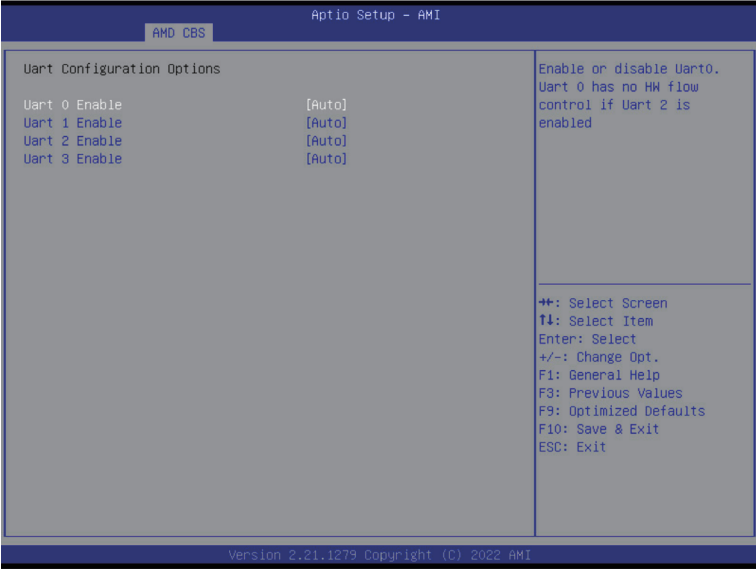 Aptio Setup – AMI
AMD CBS
Uart Configuration Options
Uart 0 Enable [Auto]
Uart 1 Enable [Auto]
Uart 2 Enable [Auto]
Uart 3 Enable [Auto]
Enable or disable Uart0.
Uart 0 has no HW flow
control if Uart 2 is
enabled
→←: Select Screen
↑↓: Select Item
Enter: Select
+/-: Change Opt.
F1: General Help
F3: Previous Values
F9: Optimized Defaults
F10: Save & Exit
ESC: Exit
Version 2.21.1279 Copyright (C) 2022 AMI